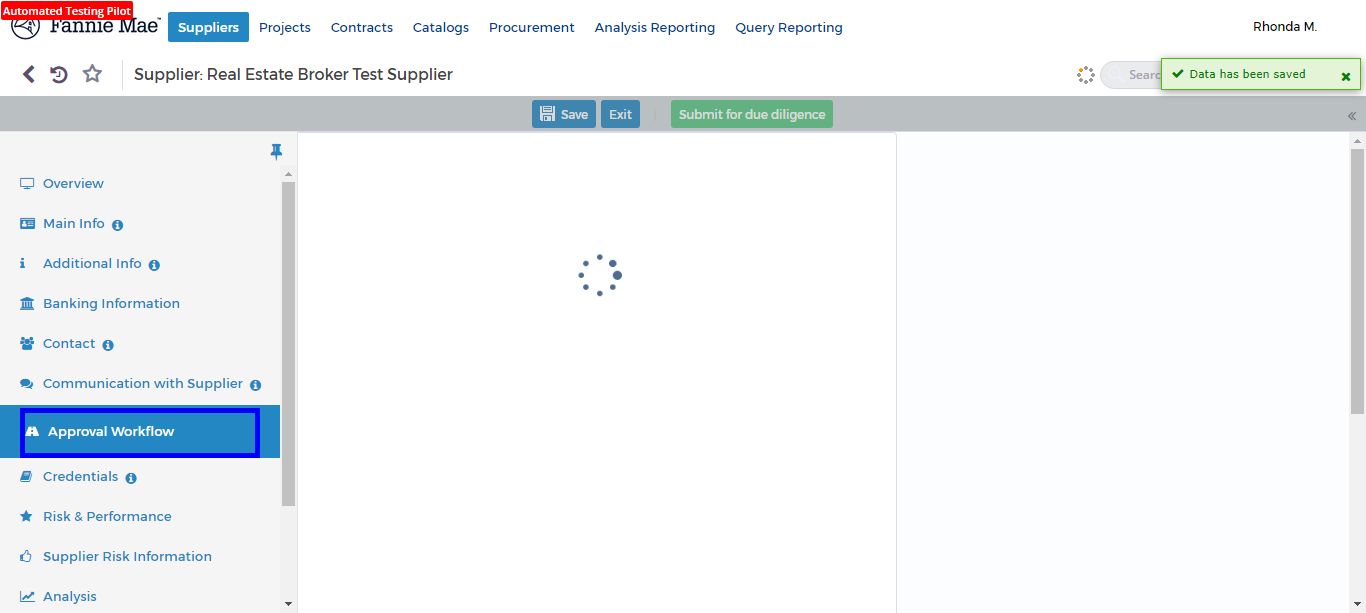 Automated Testing Pilot
Fannie Mae
Suppliers Projects Contracts Catalogs Procurement Analysis Reporting Query Reporting
Rhonda M.
Supplier: Real Estate Broker Test Supplier
Searc
Data has been saved
Save Exit Submit for due diligence
Overview
Main Info
Additional Info
Banking Information
Contact
Communication with Supplier
Approval Workflow
Credentials
Risk & Performance
Supplier Risk Information
Analysis